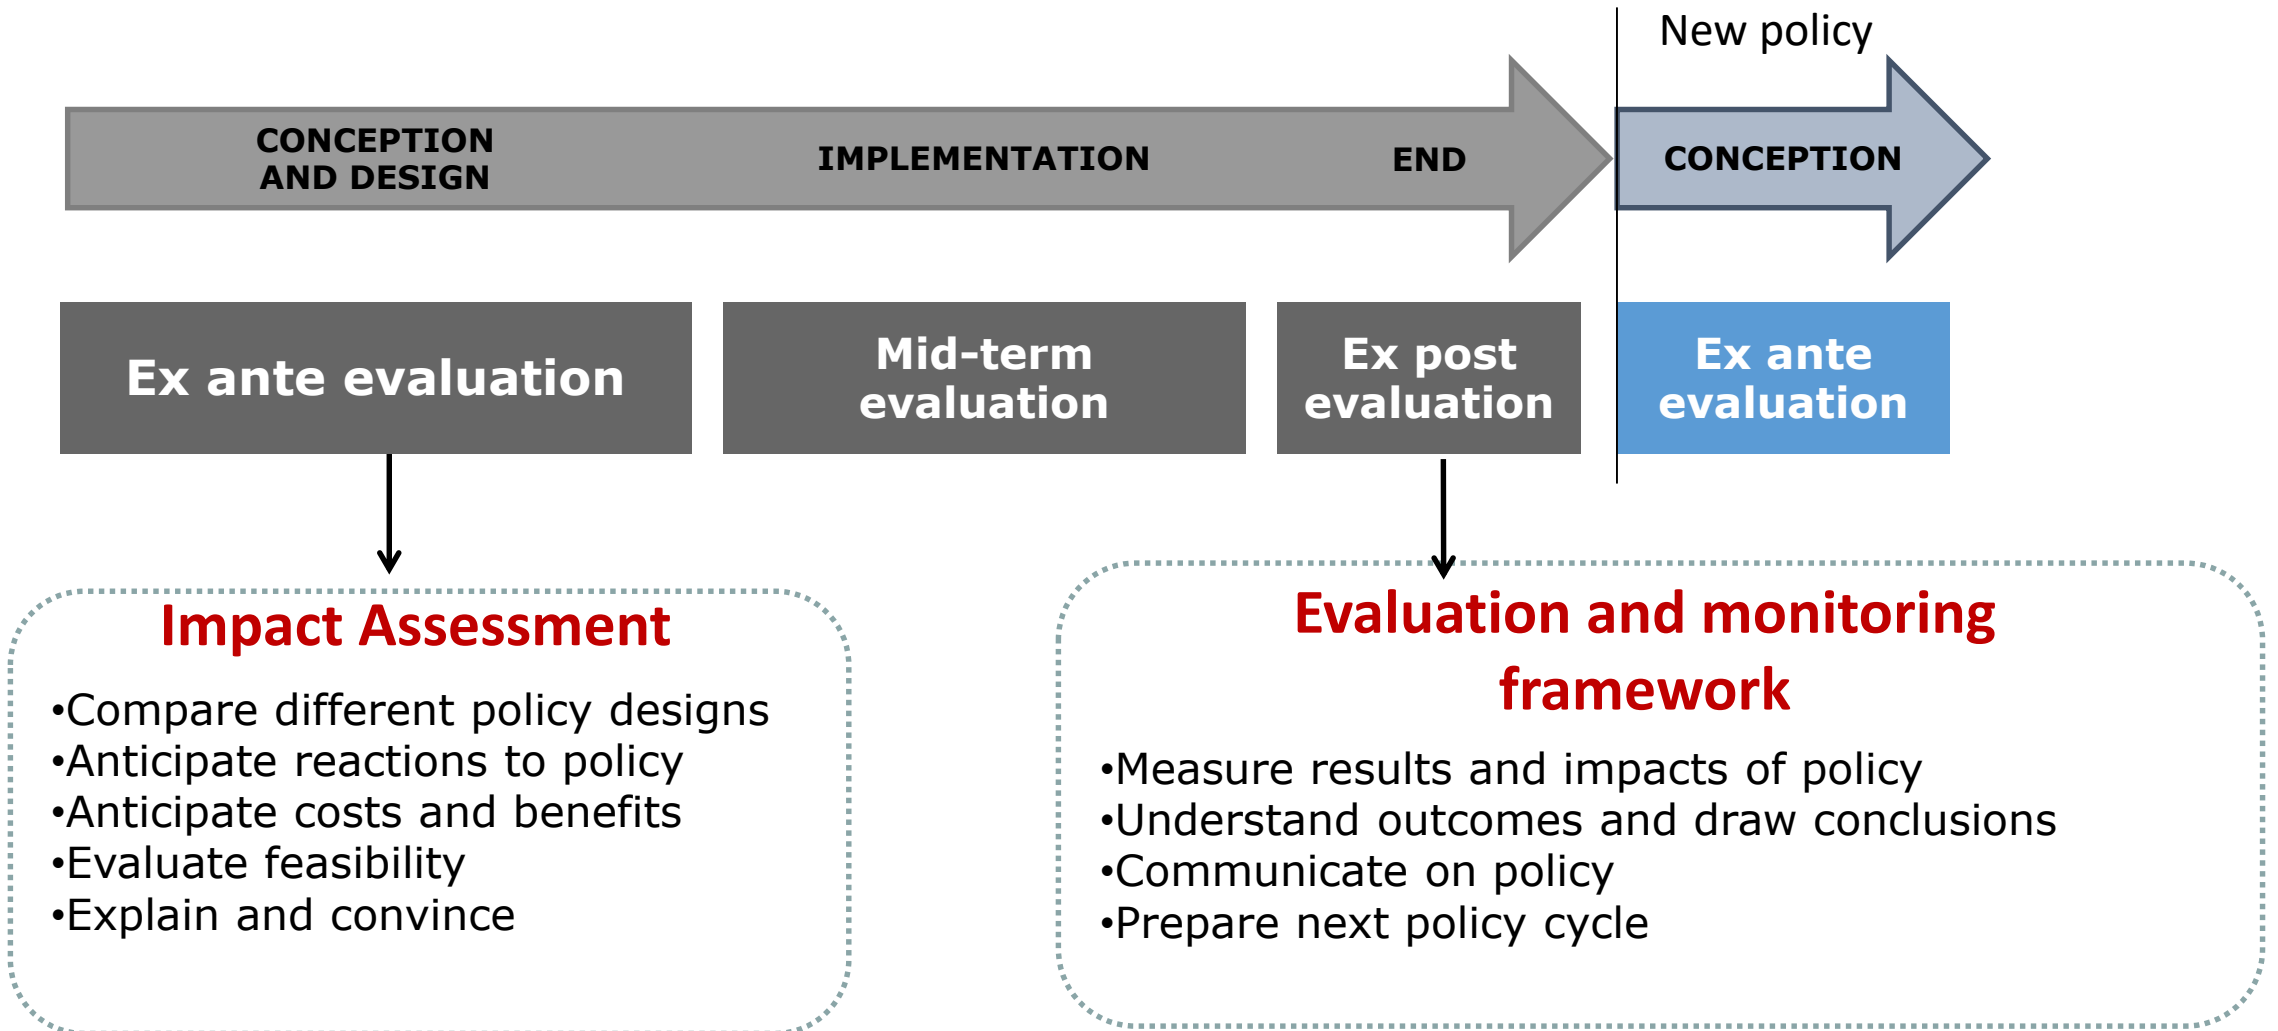 New policy
CONCEPTION
AND DESIGN
IMPLEMENTATION
END
CONCEPTION
Ex ante evaluation
Mid-term
evaluation
Ex post
evaluation
Ex ante
evaluation
Impact Assessment
•Compare different policy designs
•Anticipate reactions to policy
•Anticipate costs and benefits
•Evaluate feasibility
•Explain and convince
Evaluation and monitoring
framework
•Measure results and impacts of policy
•Understand outcomes and draw conclusions
•Communicate on policy
•Prepare next policy cycle